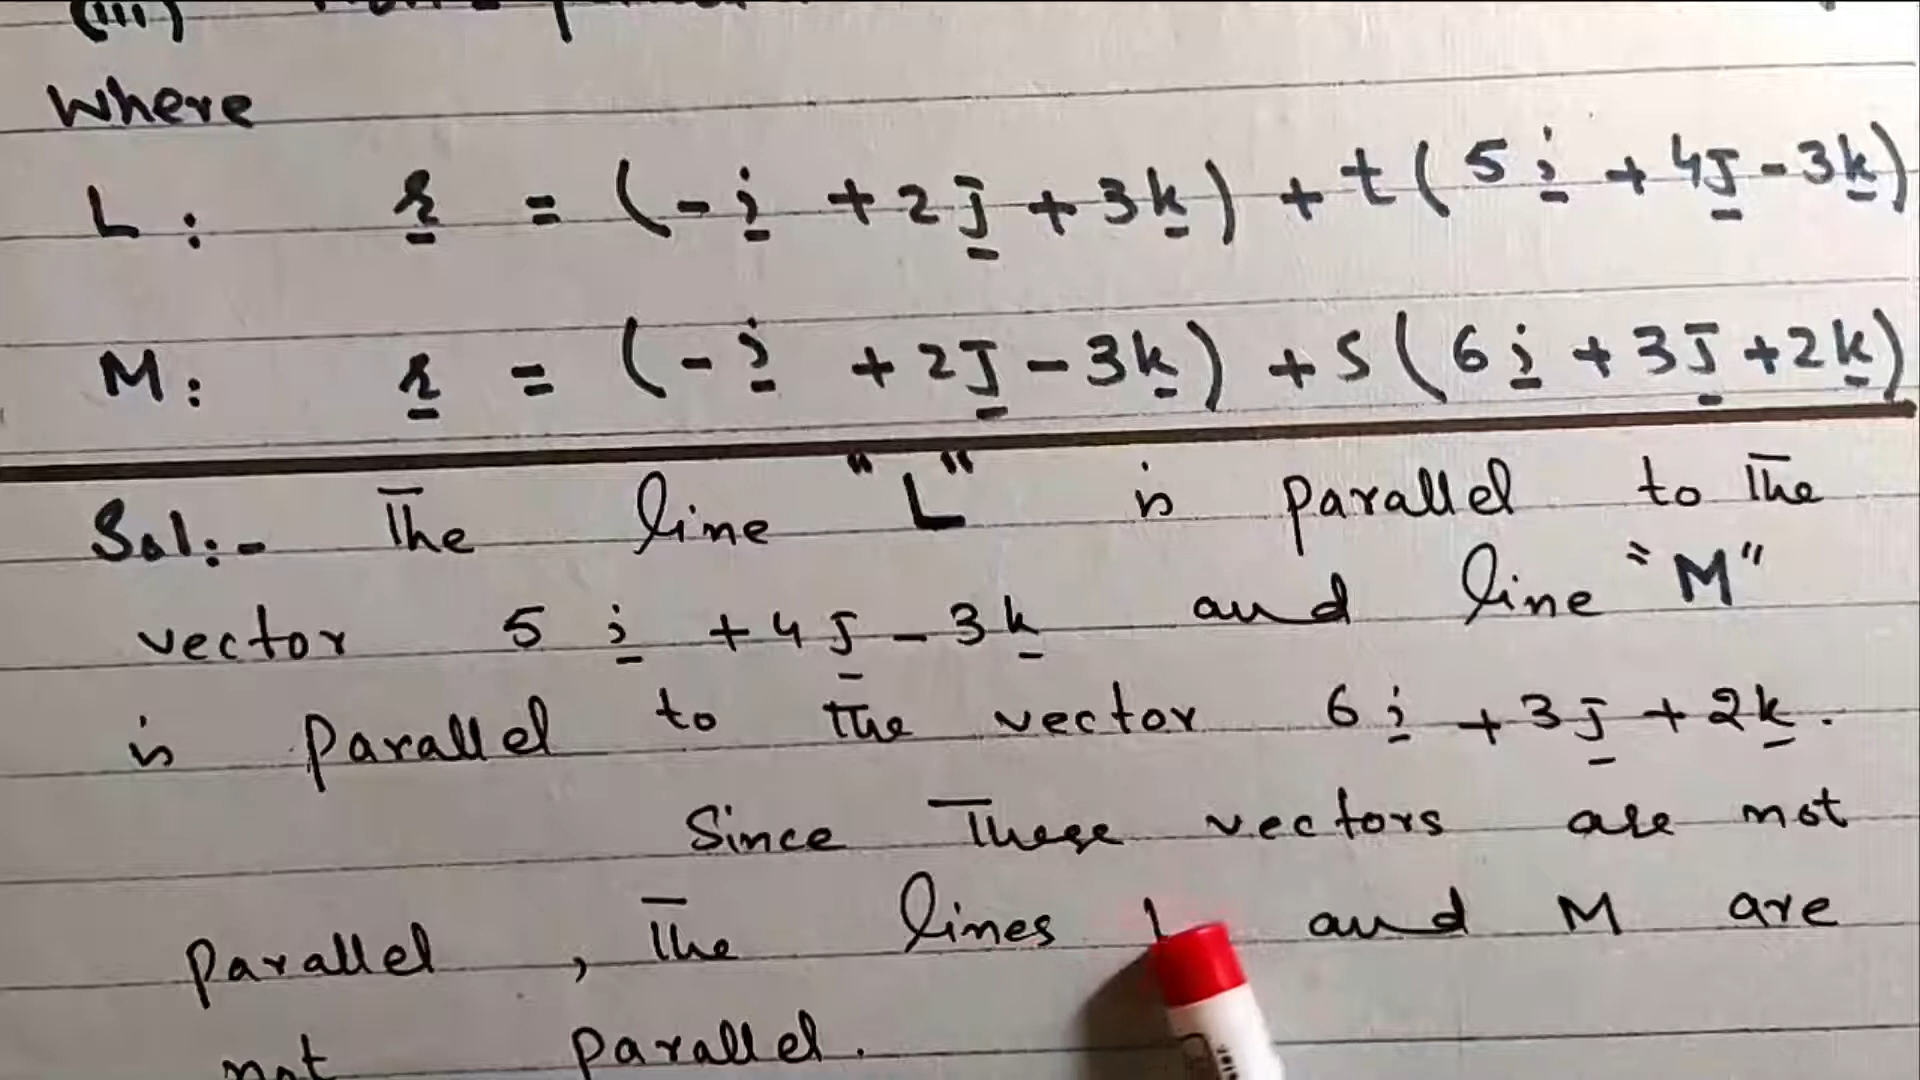 (iii)
Where
L: r = (-i + 2j + 3k) + t(5i + 4j - 3k)
M: r = (-i + 2j - 3k) + s(6i + 3j + 2k)
Sol:- The line "L" is parallel to the
vector 5i + 4j - 3k and line "M"
is parallel to the vector 6i + 3j + 2k.
Since These vectors are not
parallel, The lines and M are
not parallel.